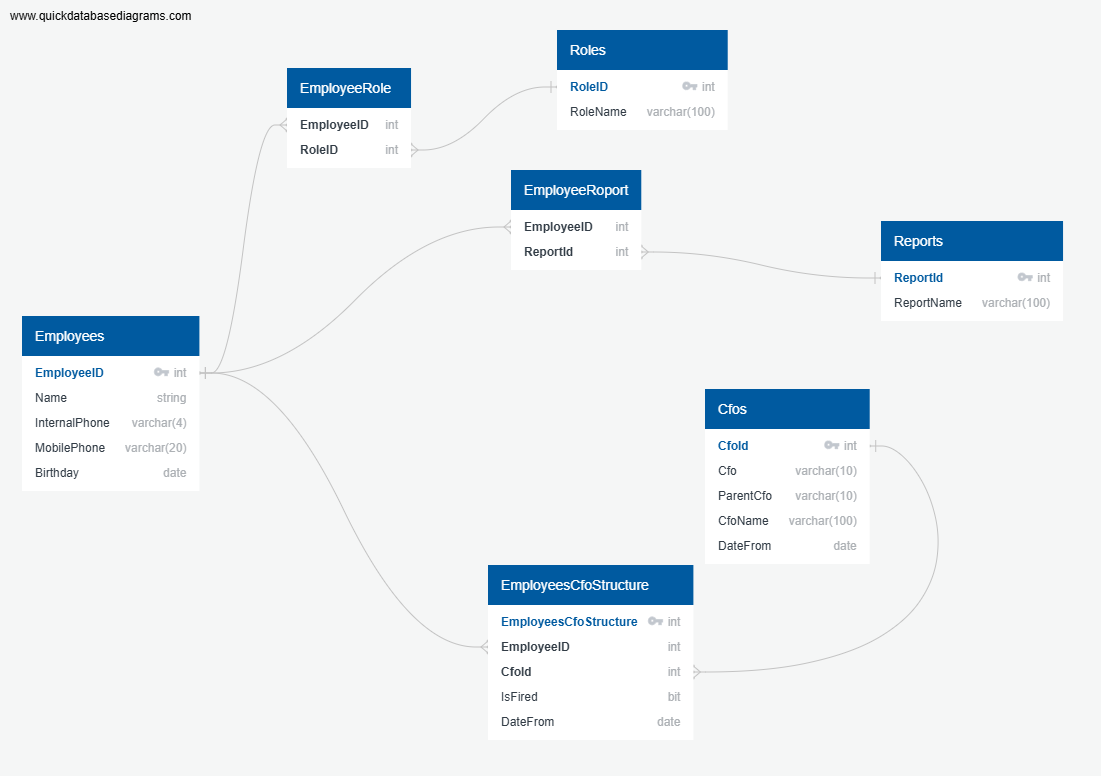 www.quickdatabasediagrams.com
Roles
RoleID int
RoleName varchar(100)
EmployeeRole
EmployeeID int
RoleID int
EmployeeRoport
EmployeeID int
ReportId int
Reports
ReportId int
ReportName varchar(100)
Employees
EmployeeID int
Name string
InternalPhone varchar(4)
MobilePhone varchar(20)
Birthday date
Cfos
CfoId int
Cfo varchar(10)
ParentCfo varchar(10)
CfoName varchar(100)
DateFrom date
EmployeesCfoStructure
EmployeesCfoStructure int
EmployeeID int
CfoId int
IsFired bit
DateFrom date